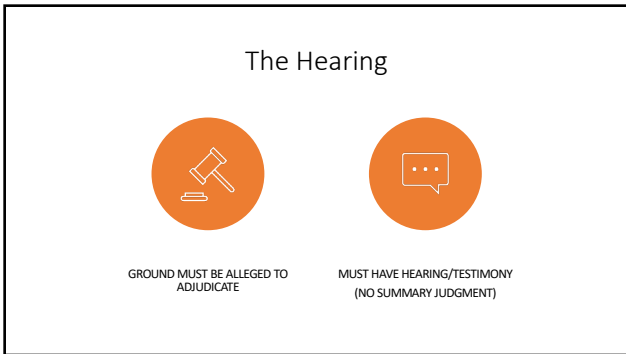 The Hearing
GROUND MUST BE ALLEGED TO
ADJUDICATE
MUST HAVE HEARING/TESTIMONY
(NO SUMMARY JUDGMENT)